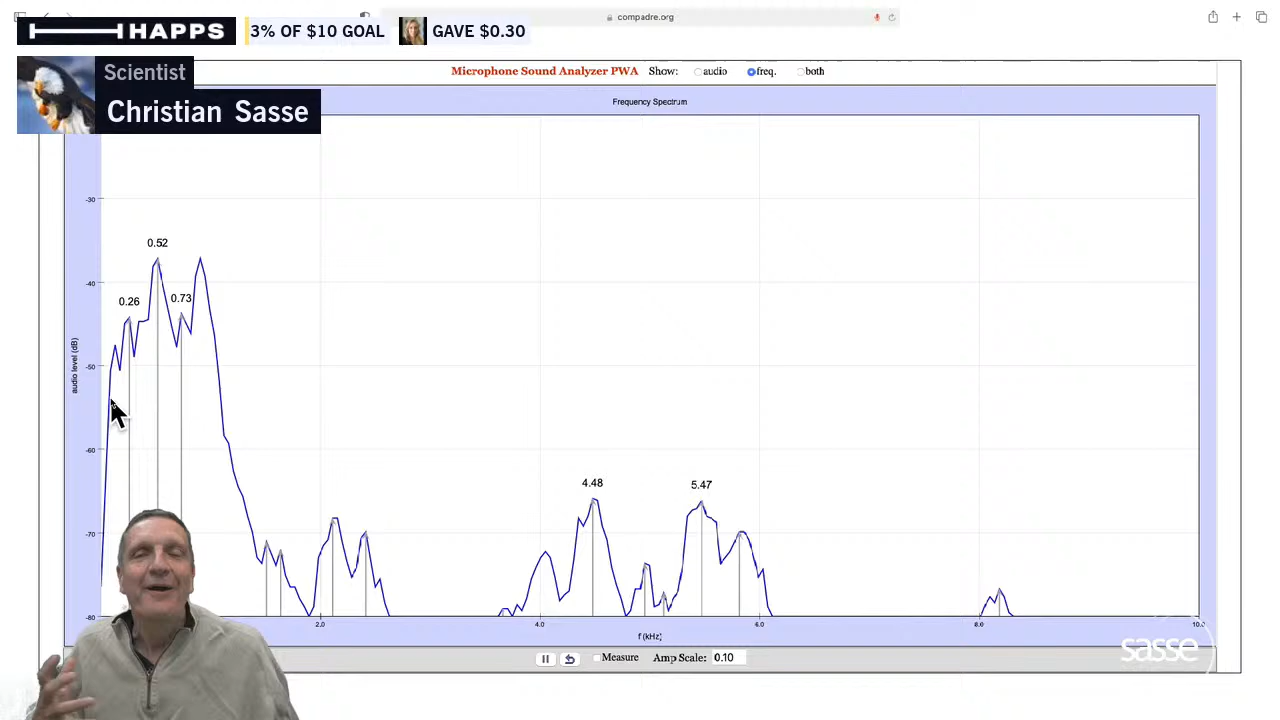 compadre.org
HAPPS
3% OF $10 GOAL
GAVE $0.30
Scientist
Christian Sasse
Microphone Sound Analyzer PWA Show: audio freq. both
Frequency Spectrum
-30
0.52
-40
0.26
0.73
-50
audio level (dB)
-60
4.48
5.47
-70
-80
2.0
4.0
6.0
8.0
10.0
f (kHz)
sasse
Measure Amp Scale: 0.10